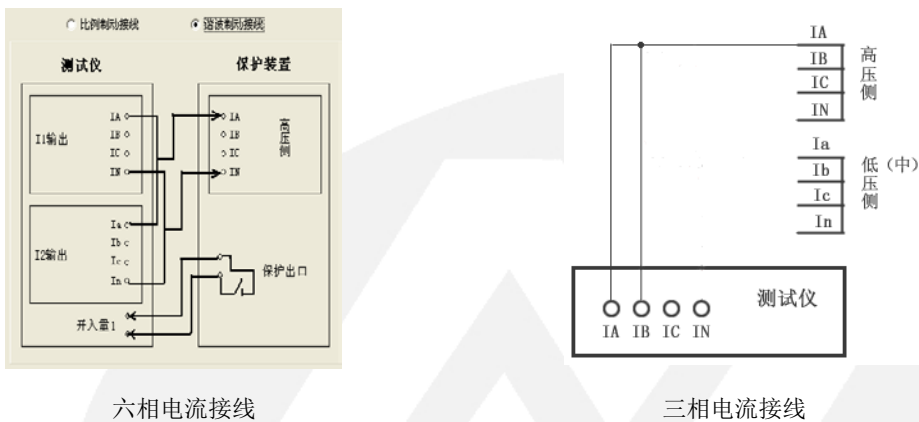 比例制动接线
谐波制动接线
测试仪
保护装置
I1输出
IA
IB
IC
IN
IA
IB
IC
IN
高压侧
I2输出
Ia
Ib
Ic
In
保护出口
开入量1
六相电流接线
IA
IB
IC
IN
高压侧
Ia
Ib
Ic
In
低（中）压侧
测试仪
IA IB IC IN
三相电流接线